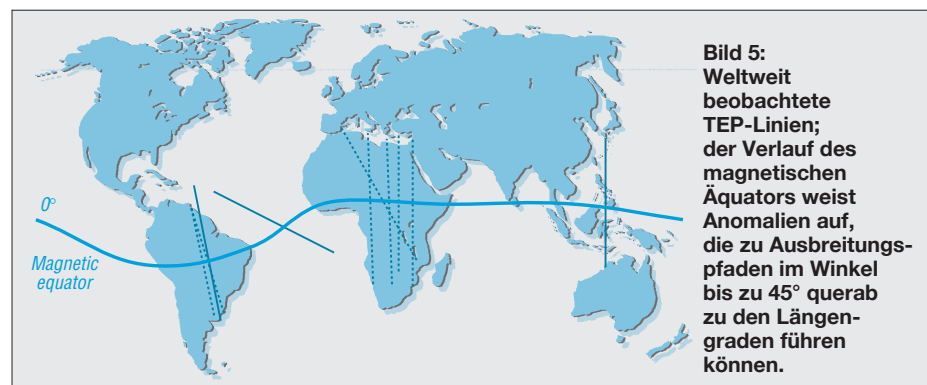 0°
Magnetic
equator
Bild 5:
Weltweit
beobachtete
TEP-Linien;
der Verlauf des
magnetischen
Äquators weist
Anomalien auf,
die zu Ausbreitungs-
pfaden im Winkel
bis zu 45° querab
zu den Längen-
graden führen
können.